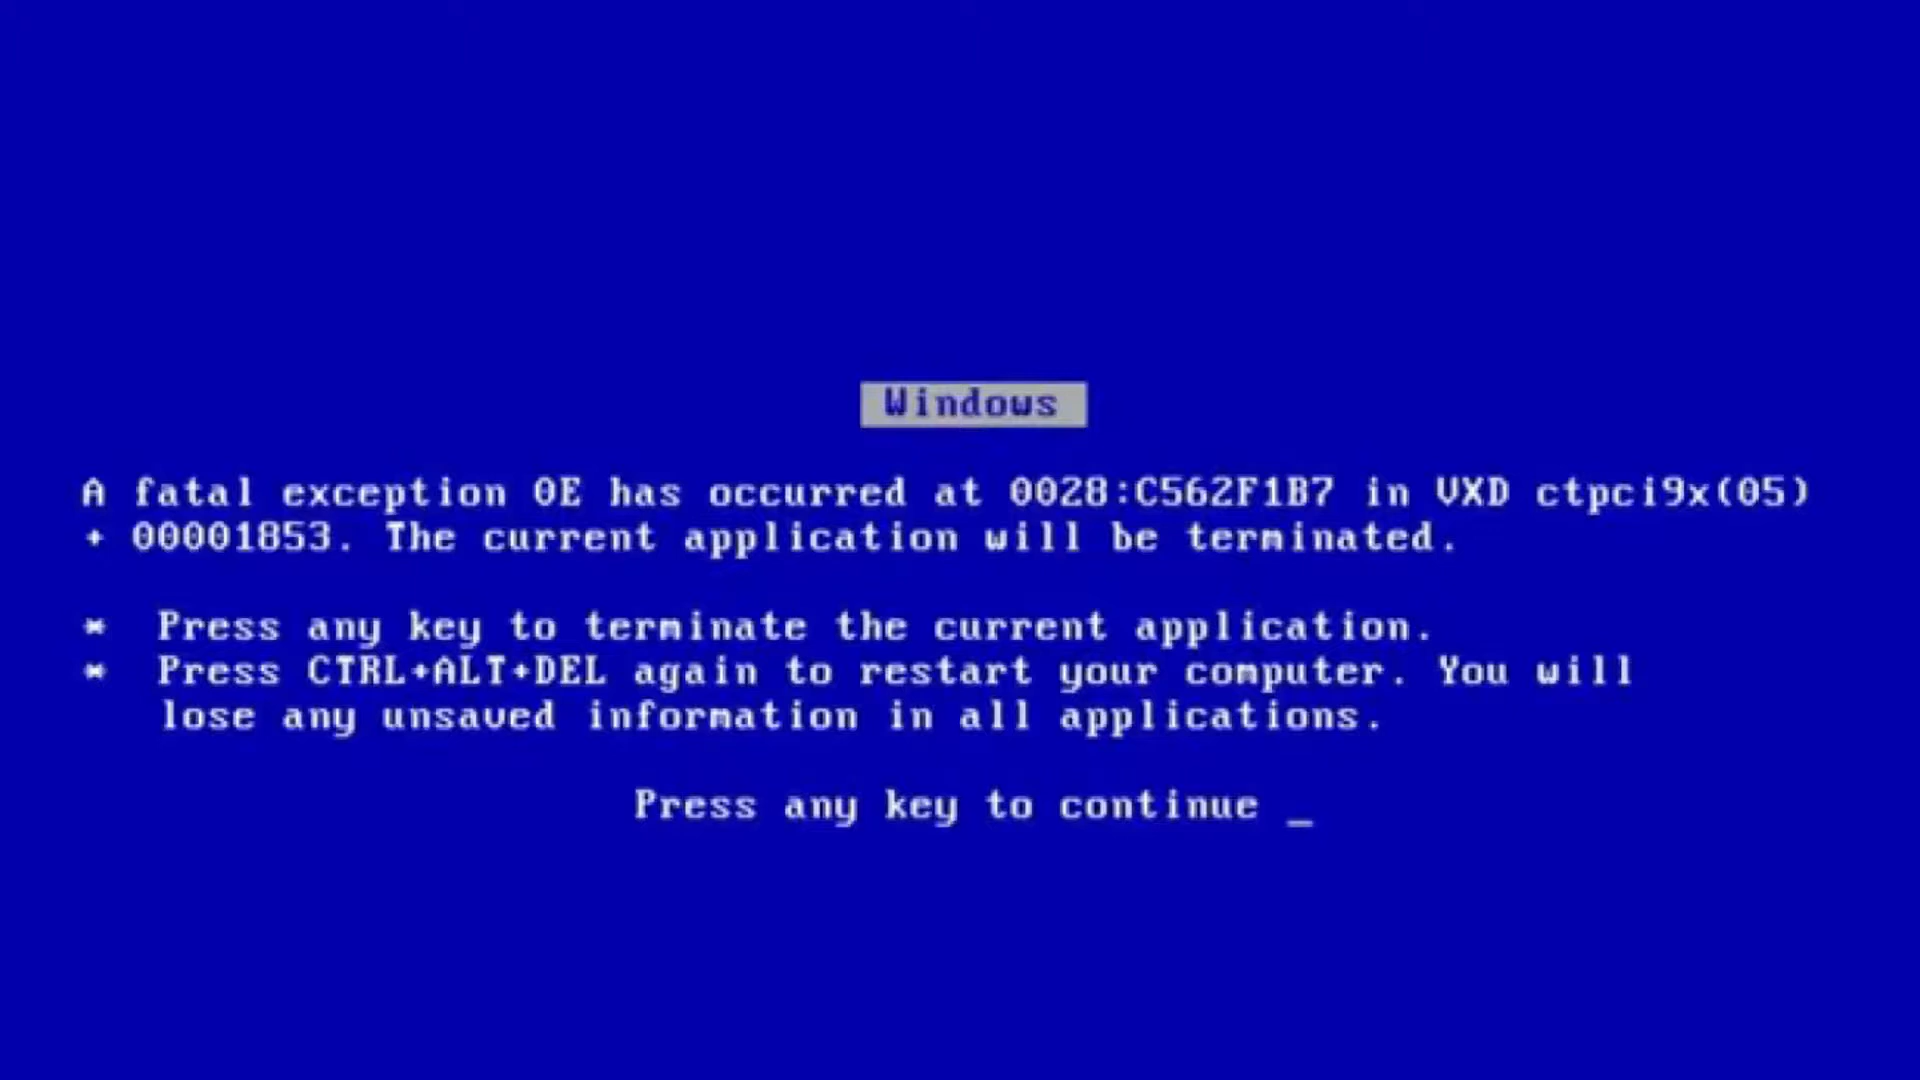 Windows
A fatal exception 0E has occurred at 0028:C562F1B7 in VXD ctpci9x(05)
+ 00001853. The current application will be terminated.
* Press any key to terminate the current application.
* Press CTRL+ALT+DEL again to restart your computer. You will
lose any unsaved information in all applications.
Press any key to continue _